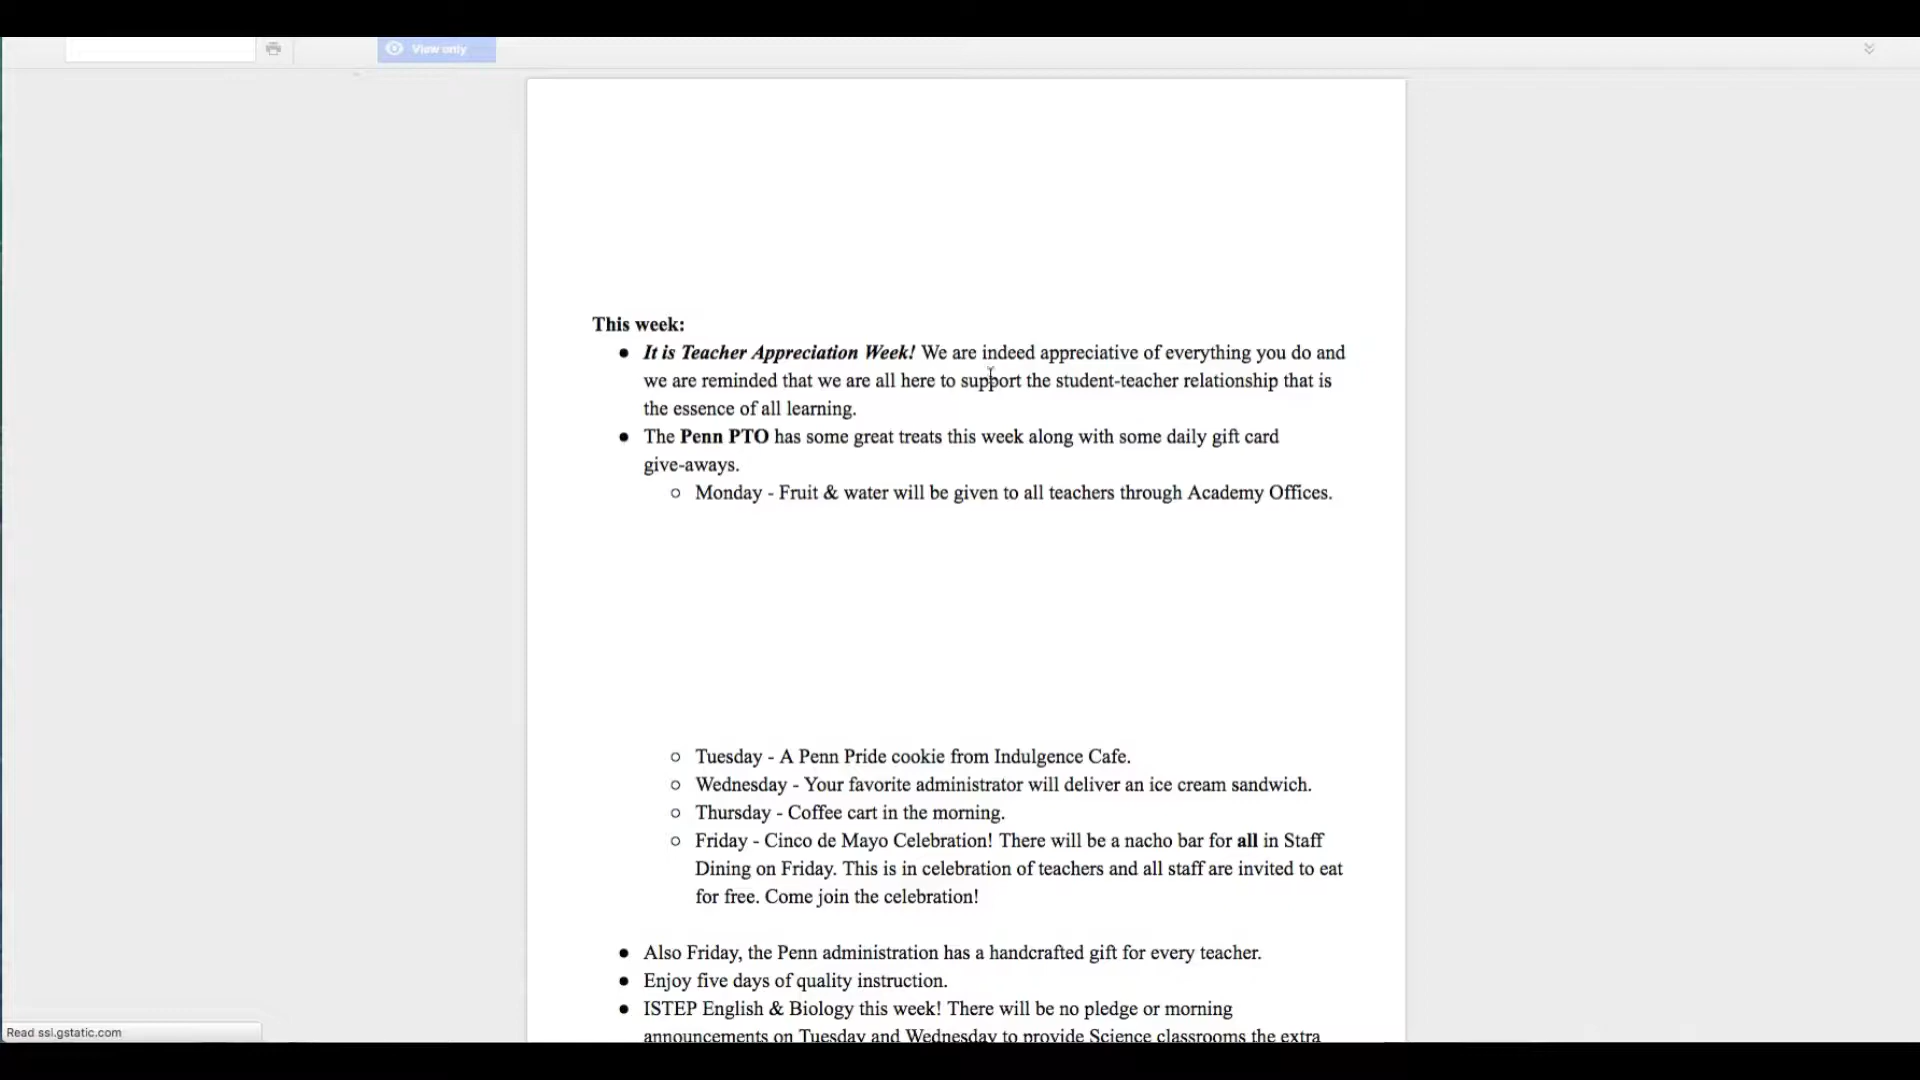 View only
This week:
● It is Teacher Appreciation Week! We are indeed appreciative of everything you do and
we are reminded that we are all here to support the student-teacher relationship that is
the essence of all learning.
● The Penn PTO has some great treats this week along with some daily gift card
give-aways.
○ Monday - Fruit & water will be given to all teachers through Academy Offices.
○ Tuesday - A Penn Pride cookie from Indulgence Cafe.
○ Wednesday - Your favorite administrator will deliver an ice cream sandwich.
○ Thursday - Coffee cart in the morning.
○ Friday - Cinco de Mayo Celebration! There will be a nacho bar for all in Staff
Dining on Friday. This is in celebration of teachers and all staff are invited to eat
for free. Come join the celebration!
● Also Friday, the Penn administration has a handcrafted gift for every teacher.
● Enjoy five days of quality instruction.
● ISTEP English & Biology this week! There will be no pledge or morning
announcements on Tuesday and Wednesday to provide Science classrooms the extra
Read ssl.gstatic.com